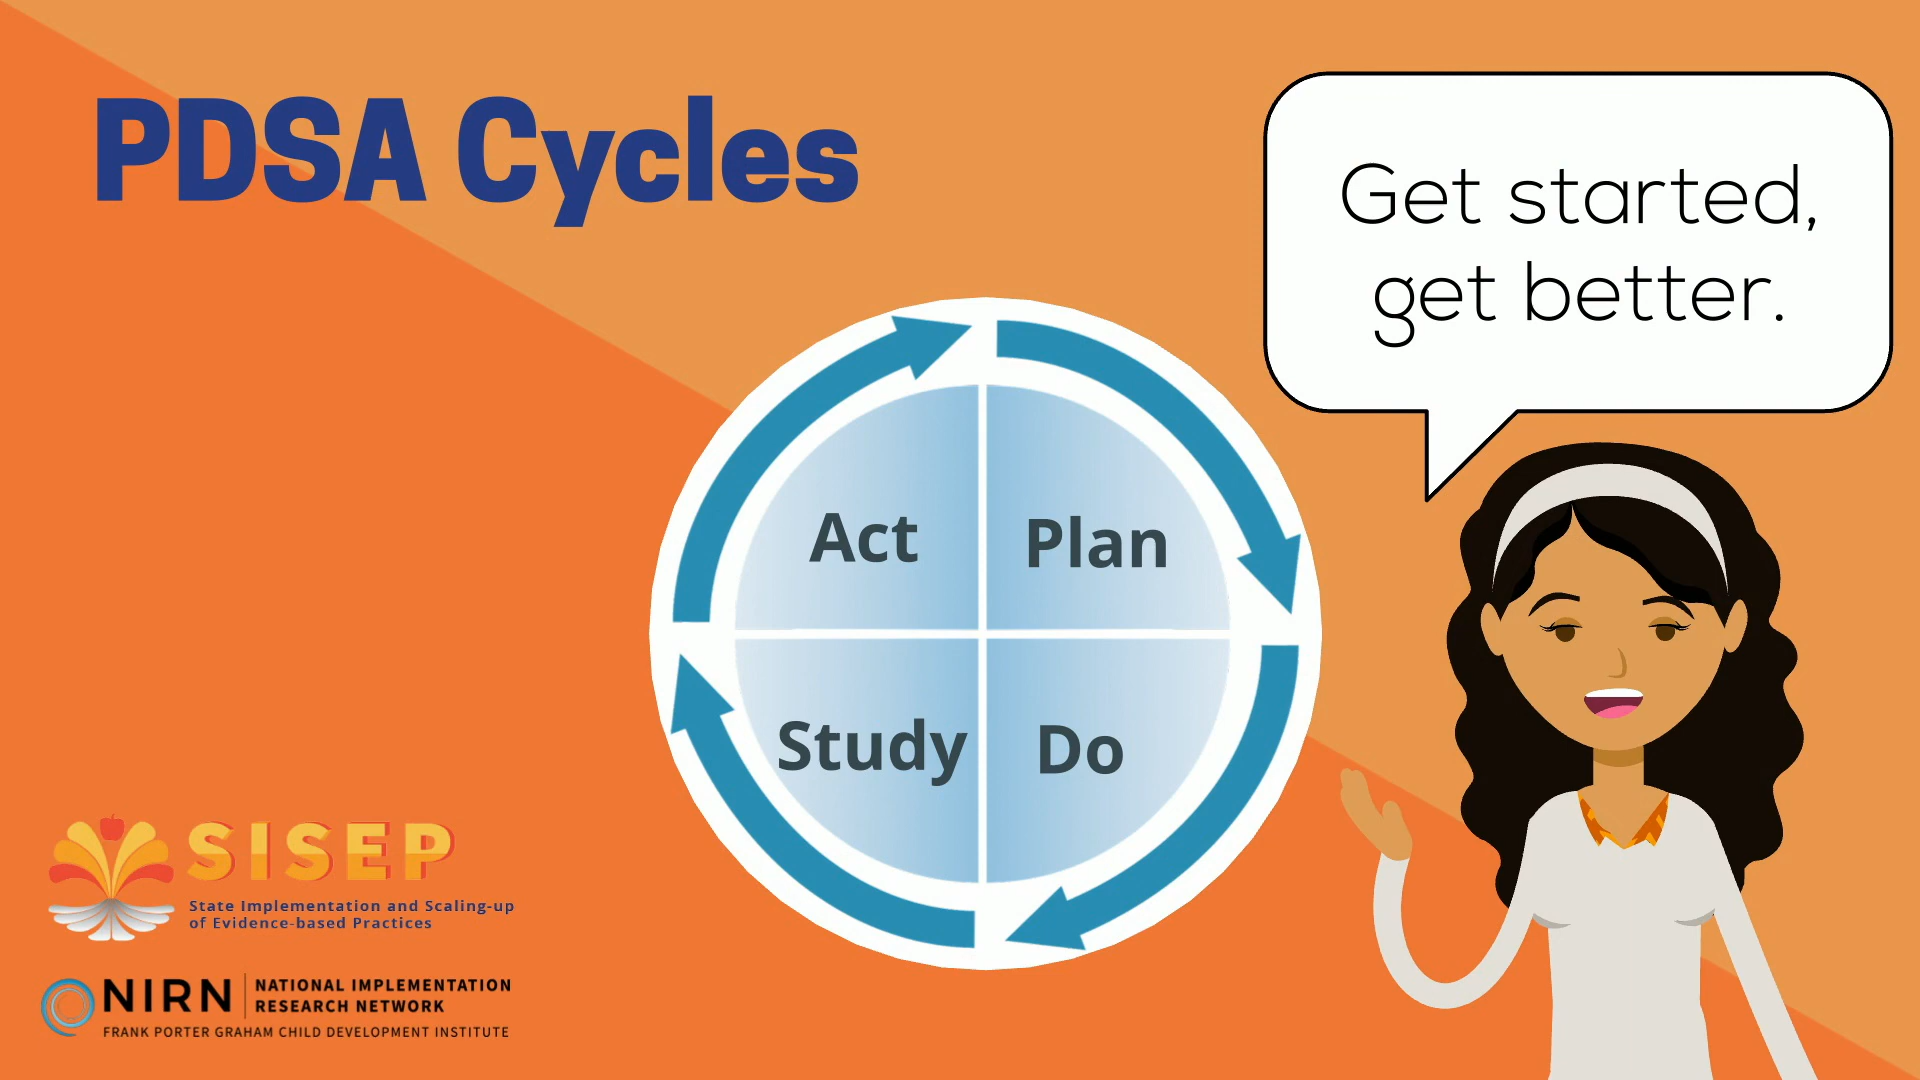 PDSA Cycles
Get started,
get better.
Act
Plan
Study
Do
SISEP
State Implementation and Scaling-up
of Evidence-based Practices
NIRN
NATIONAL IMPLEMENTATION
RESEARCH NETWORK
FRANK PORTER GRAHAM CHILD DEVELOPMENT INSTITUTE